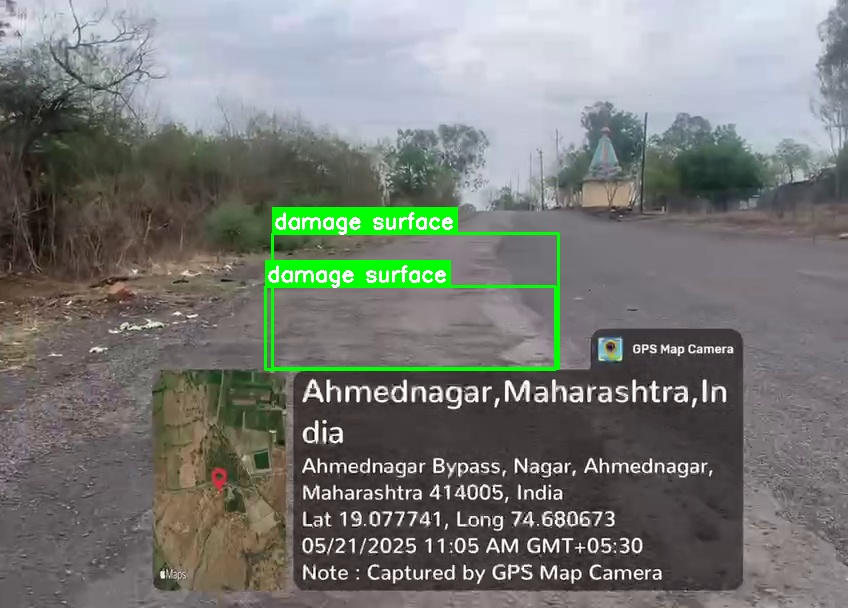 damage surface
damage surface
GPS Map Camera
Ahmednagar,Maharashtra,In
dia
Ahmednagar Bypass, Nagar, Ahmednagar,
Maharashtra 414005, India
Lat 19.077741, Long 74.680673
05/21/2025 11:05 AM GMT+05:30
Note : Captured by GPS Map Camera
Maps